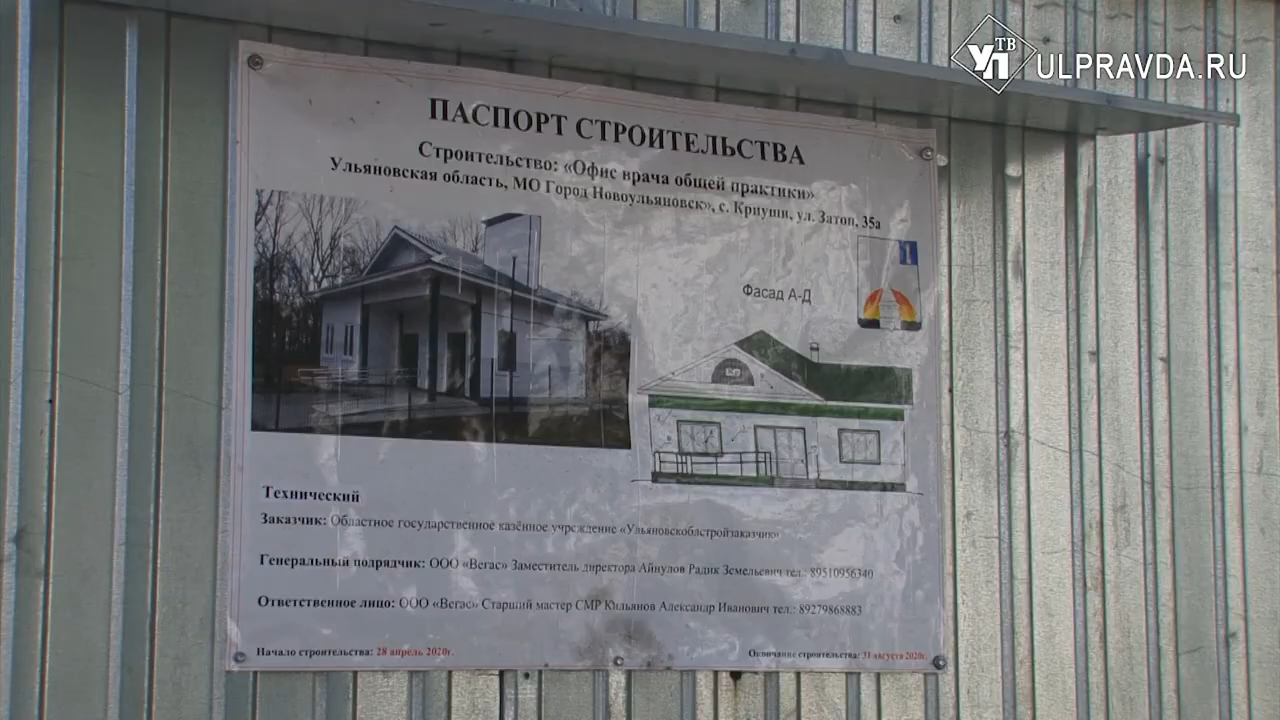 УП ТВ ULPRAVDA.RU
ПАСПОРТ СТРОИТЕЛЬСТВА
Строительство: «Офис врача общей практики»
Ульяновская область, МО Город Новоульяновск», с. Криуши, ул. Затон, 35а
1
Фасад А-Д
Технический
Заказчик: Областное государственное казённое учреждение «Ульяновскоблстройзаказчик»
Генеральный подрядчик: ООО «Вегас» Заместитель директора Айнулов Радик Земельевич тел.: 89510956340
Ответственное лицо: ООО «Вегас» Старший мастер СМР Кильянов Александр Иванович тел.: 89279868883
Начало строительства: 28 апрель 2020г. Окончание строительства: 31 августа 2020г.